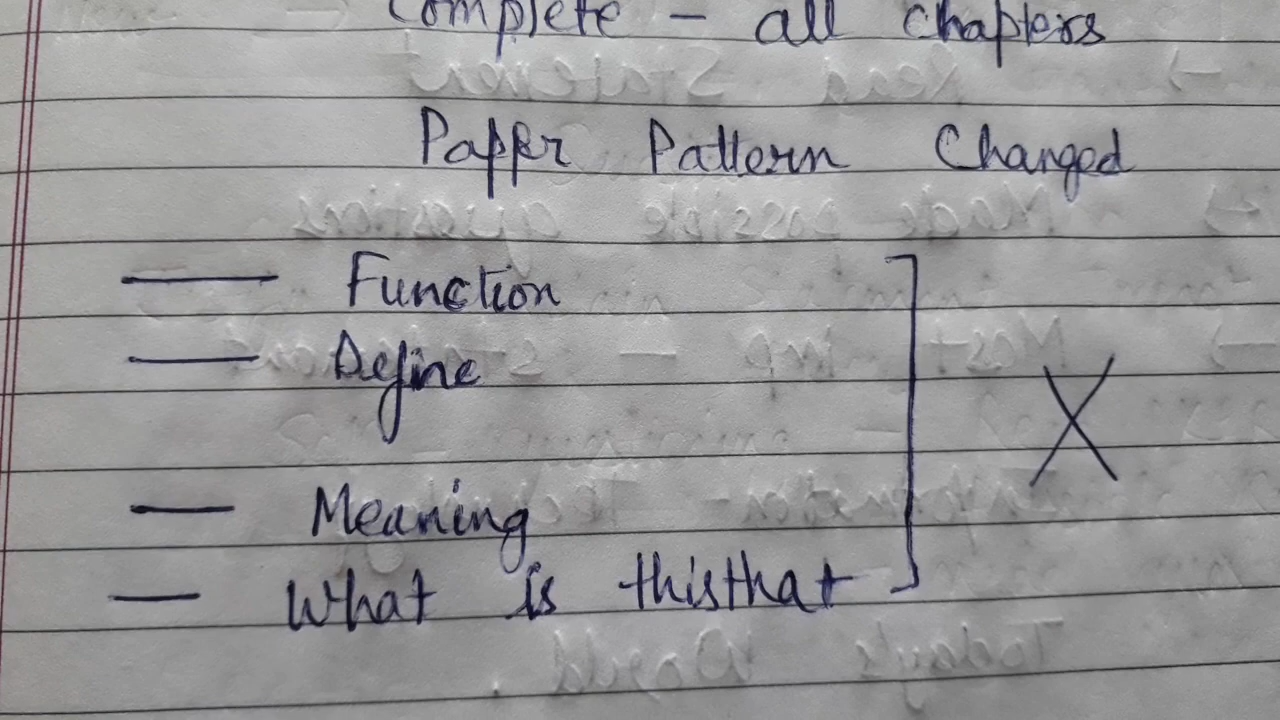 Complete - all chapters
Paper Pattern Changed
— Function
— Define
— Meaning
— What is thisthat
X